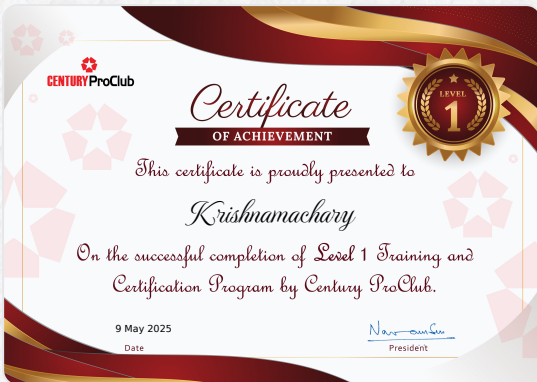 CENTURY ProClub
Certificate
OF ACHIEVEMENT
LEVEL
1
This certificate is proudly presented to
Krishnamachary
On the successful completion of Level 1 Training and
Certification Program by Century ProClub.
9 May 2025
Date
President